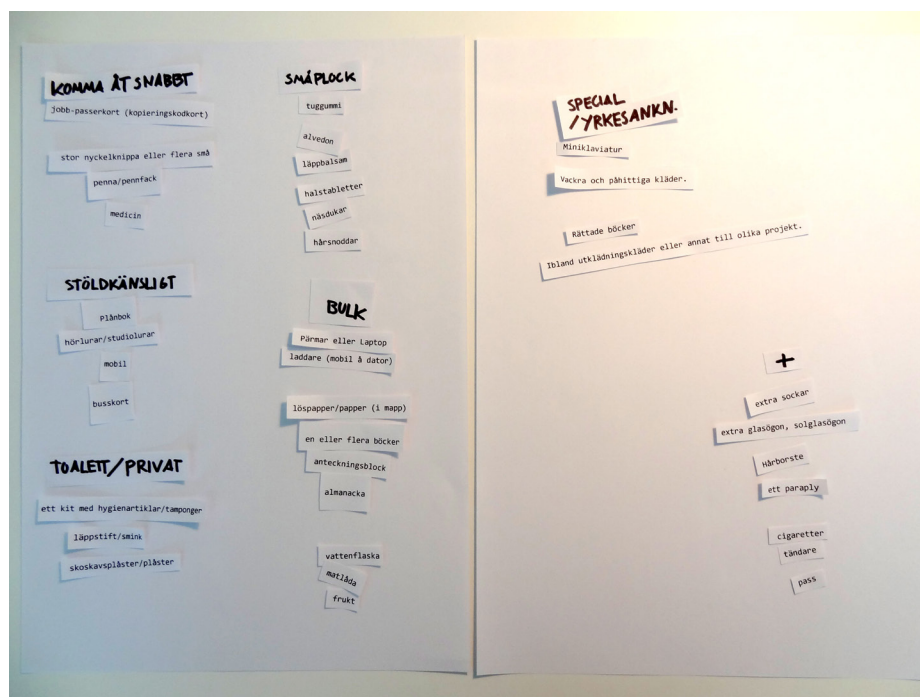 KOMMA ÅT SNABBT
jobb-passerkort (kopieringskodkort)
stor nyckelknippa eller flera små
penna/pennfack
medicin
STÖLDKÄNSLIGT
Plånbok
hörlurar/studiolurar
mobil
busskort
TOALETT/PRIVAT
ett kit med hygienartiklar/tamponger
läppstift/smink
skoskavsplåster/plåster
SMÅPLOCK
tuggummi
alvedon
läppbalsam
halstabletter
näsdukar
hårsnoddar
BULK
Pärmar eller Laptop
laddare (mobil å dator)
löspapper/papper (i mapp)
en eller flera böcker
anteckningsblock
almanacka
vattenflaska
matlåda
frukt
SPECIAL
/YRKESANKN.
Miniklaviatur
Vackra och påhittiga kläder.
Rättade böcker
Ibland utklädningskläder eller annat till olika projekt.
+
extra sockar
extra glasögon, solglasögon
Hårborste
ett paraply
cigaretter
tändare
pass